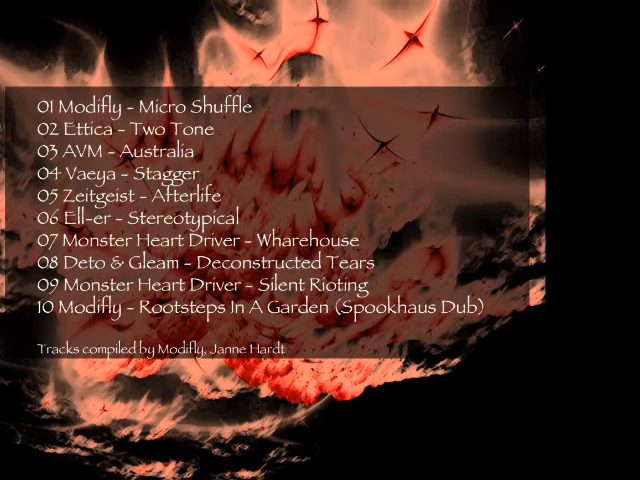 01 Modifly - Micro Shuffle
02 Ettica - Two Tone
03 AVM - Australia
04 Vaeya - Stagger
05 Zeitgeist - Afterlife
06 Ell-er - Stereotypical
07 Monster Heart Driver - Wharehouse
08 Deto & Gleam - Deconstructed Tears
09 Monster Heart Driver - Silent Rioting
10 Modifly - Rootsteps In A Garden (Spookhaus Dub)
Tracks compiled by Modifly, Janne Hardt